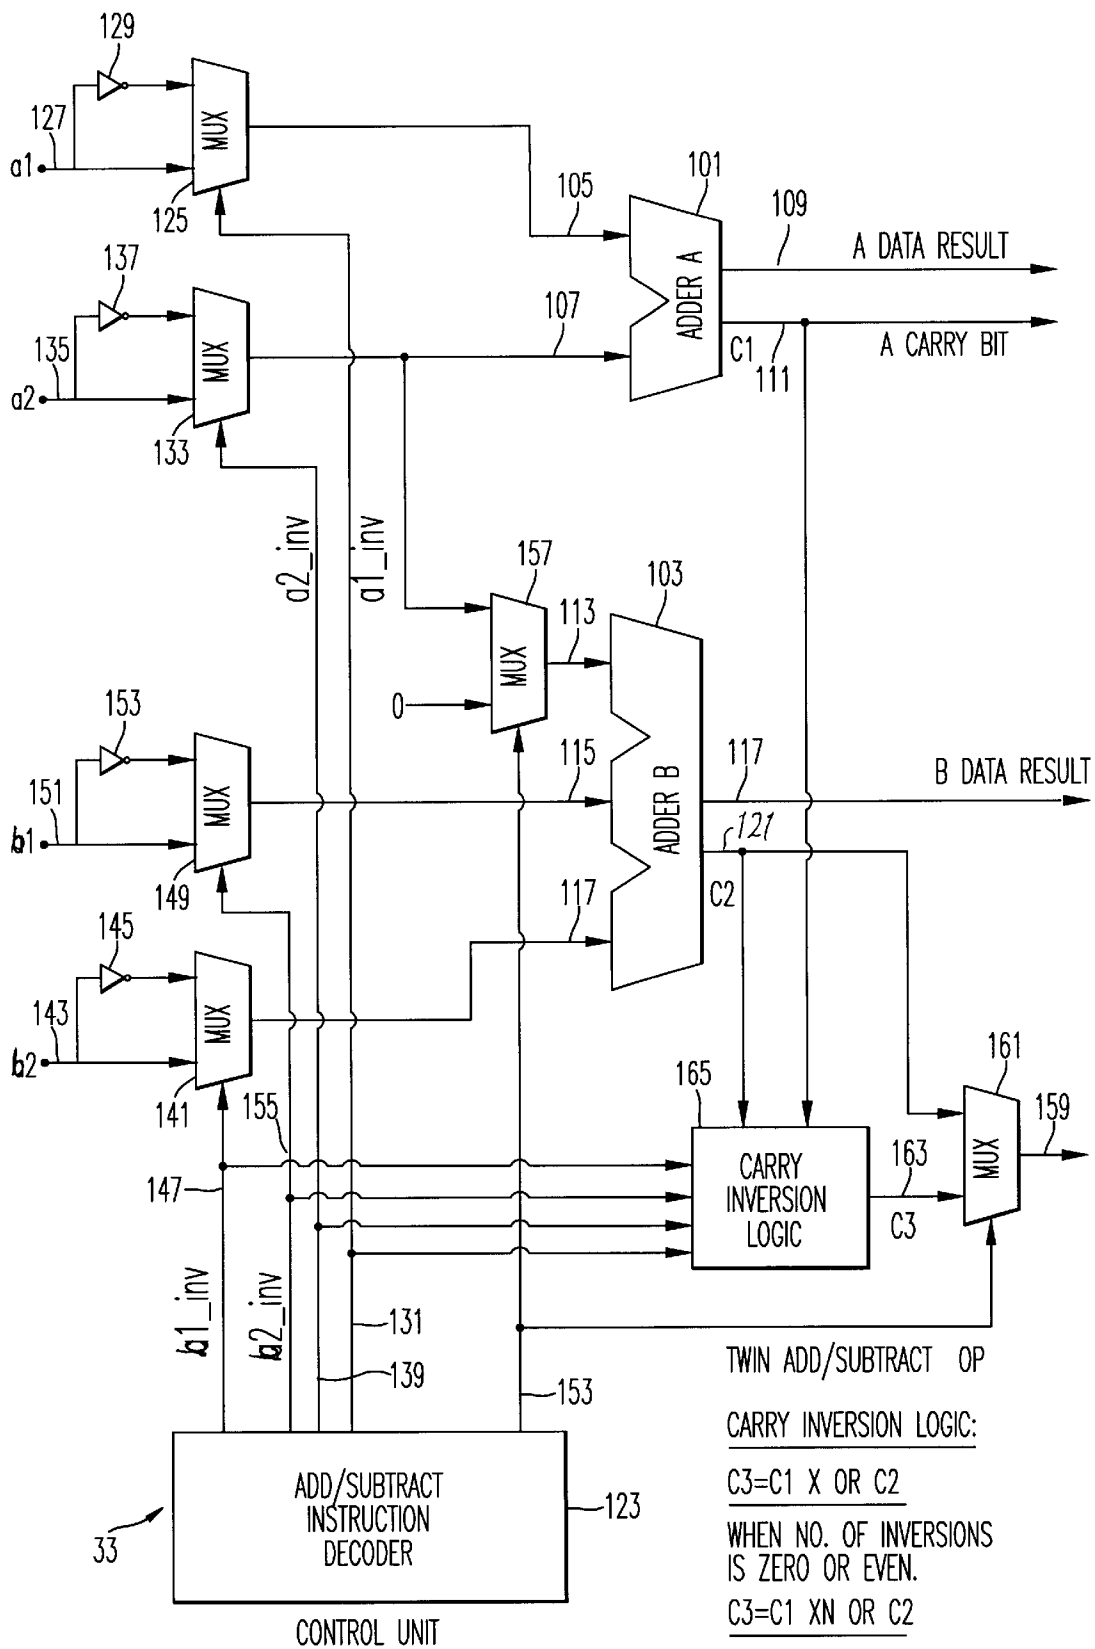 129
127
a1
MUX
125
105
101
109
ADDER A
A DATA RESULT
137
135
a2
MUX
133
107
C1
111
A CARRY BIT
a2_inv
a1_inv
157
MUX
0
113
103
153
151
b1
MUX
149
115
ADDER B
117
B DATA RESULT
121
C2
145
143
b2
MUX
141
117
155
147
165
CARRY
INVERSION
LOGIC
163
C3
161
MUX
159
b1_inv
b2_inv
131
139
153
TWIN ADD/SUBTRACT OP
33
ADD/SUBTRACT
INSTRUCTION
DECODER
123
CONTROL UNIT
CARRY INVERSION LOGIC:
C3=C1 X OR C2
WHEN NO. OF INVERSIONS
IS ZERO OR EVEN.
C3=C1 XN OR C2